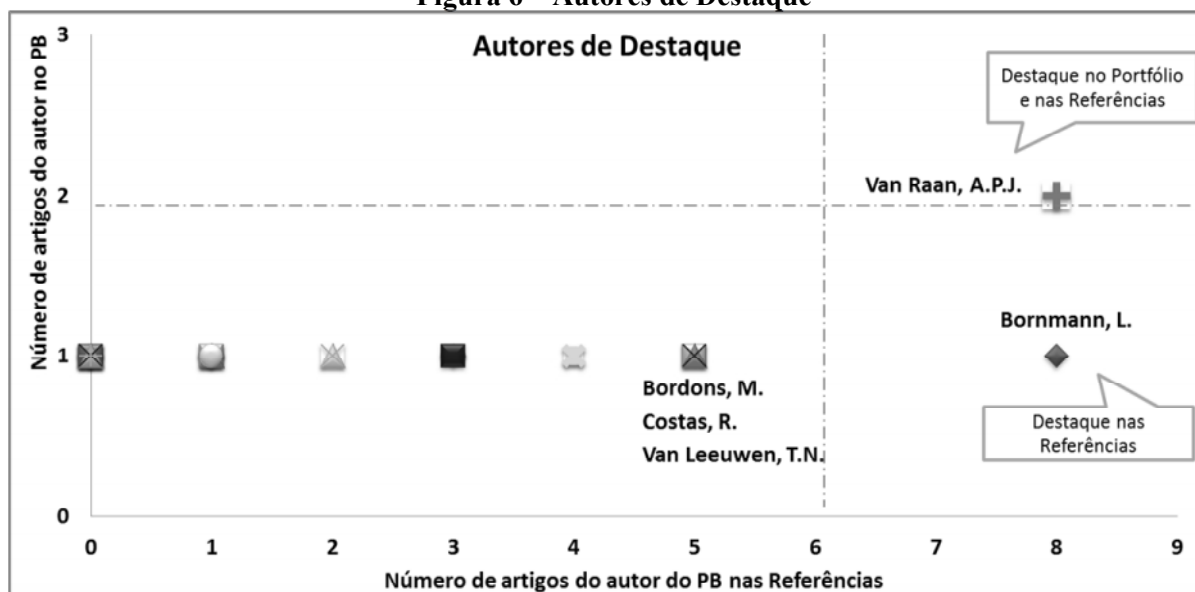 Figura 6 – Autores de Destaque
Autores de Destaque
Número de artigos do autor no PB
3
2
1
0
Destaque no Portfólio
e nas Referências
Van Raan, A.P.J.
Bornmann, L.
Bordons, M.
Costas, R.
Van Leeuwen, T.N.
Destaque nas
Referências
0 1 2 3 4 5 6 7 8 9
Número de artigos do autor do PB nas Referências